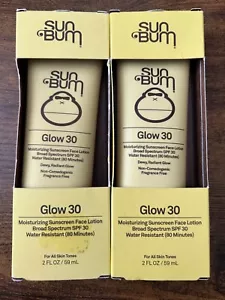 SUN
BUM
Glow 30
Moisturizing Sunscreen Face Lotion
Broad Spectrum SPF 30
Water Resistant (80 Minutes)
Dewy, Radiant Glow
Non-Comedogenic
Fragrance Free
Glow 30
Moisturizing Sunscreen Face Lotion
Broad Spectrum SPF 30
Water Resistant (80 Minutes)
For All Skin Tones
2 FL OZ / 59 mL
SUN
BUM
Glow 30
Moisturizing Sunscreen Face Lotion
Broad Spectrum SPF 30
Water Resistant (80 Minutes)
Dewy, Radiant Glow
Non-Comedogenic
Fragrance Free
Glow 30
Moisturizing Sunscreen Face Lotion
Broad Spectrum SPF 30
Water Resistant (80 Minutes)
For All Skin Tones
2 FL OZ / 59 mL